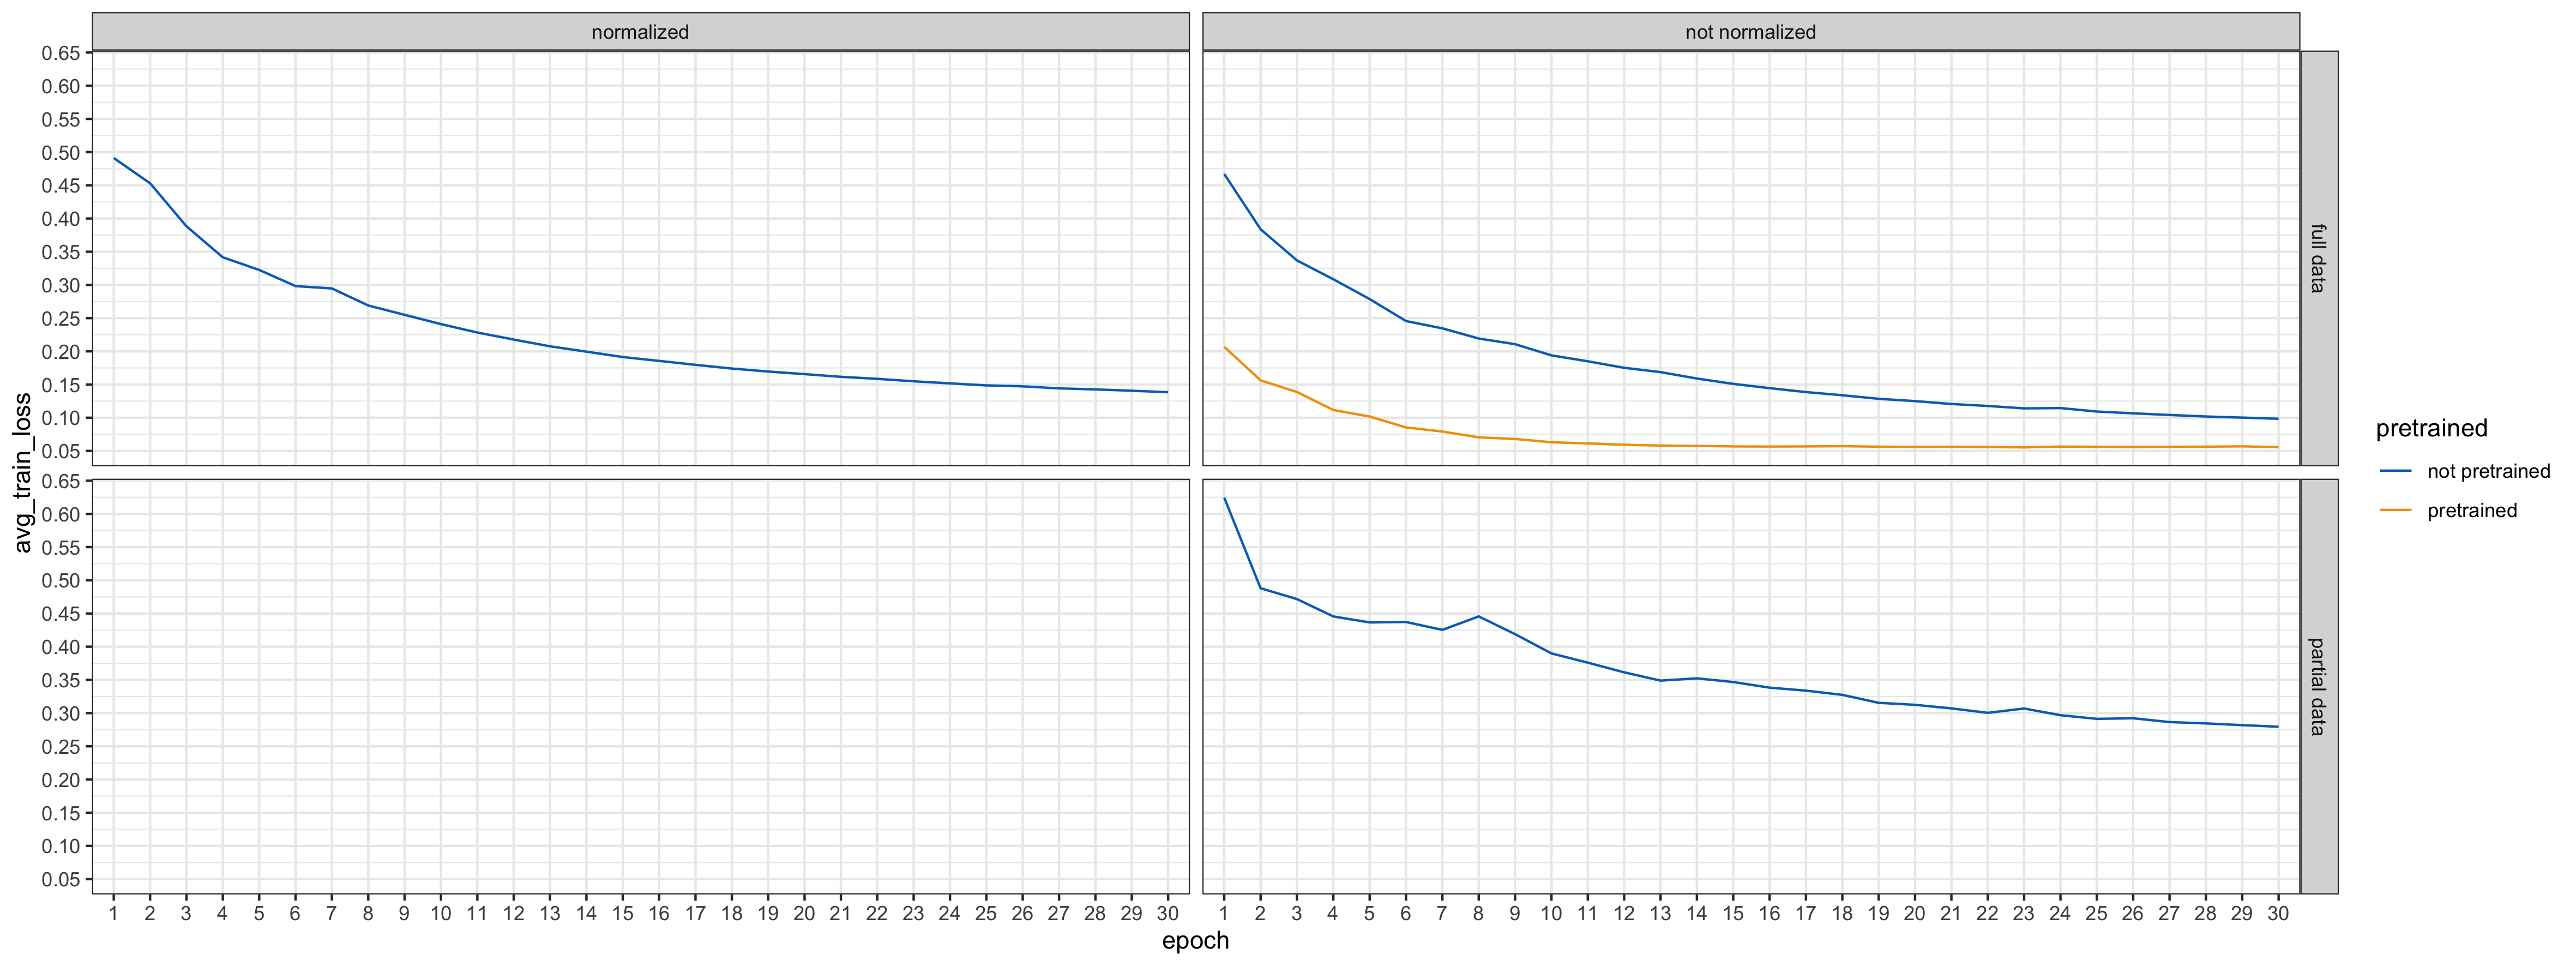 normalized
not normalized
0.65
0.60
0.55
0.50
0.45
0.40
0.35
0.30
0.25
0.20
0.15
0.10
0.05
full data
avg_train_loss
0.65
0.60
0.55
0.50
0.45
0.40
0.35
0.30
0.25
0.20
0.15
0.10
0.05
partial data
1 2 3 4 5 6 7 8 9 10 11 12 13 14 15 16 17 18 19 20 21 22 23 24 25 26 27 28 29 30
1 2 3 4 5 6 7 8 9 10 11 12 13 14 15 16 17 18 19 20 21 22 23 24 25 26 27 28 29 30
epoch
pretrained
not pretrained
pretrained